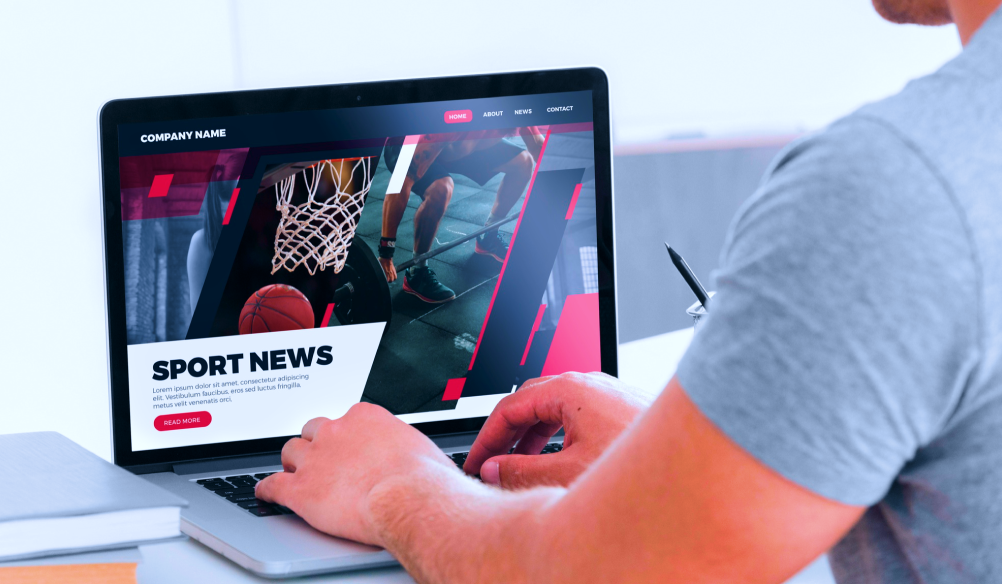 COMPANY NAME
HOME ABOUT NEWS CONTACT
SPORT NEWS
Lorem ipsum dolor sit amet, consectetur adipiscing
elit. Vestibulum faucibus, eros sed luctus fringilla,
metus velit venenatis orci,
READ MORE